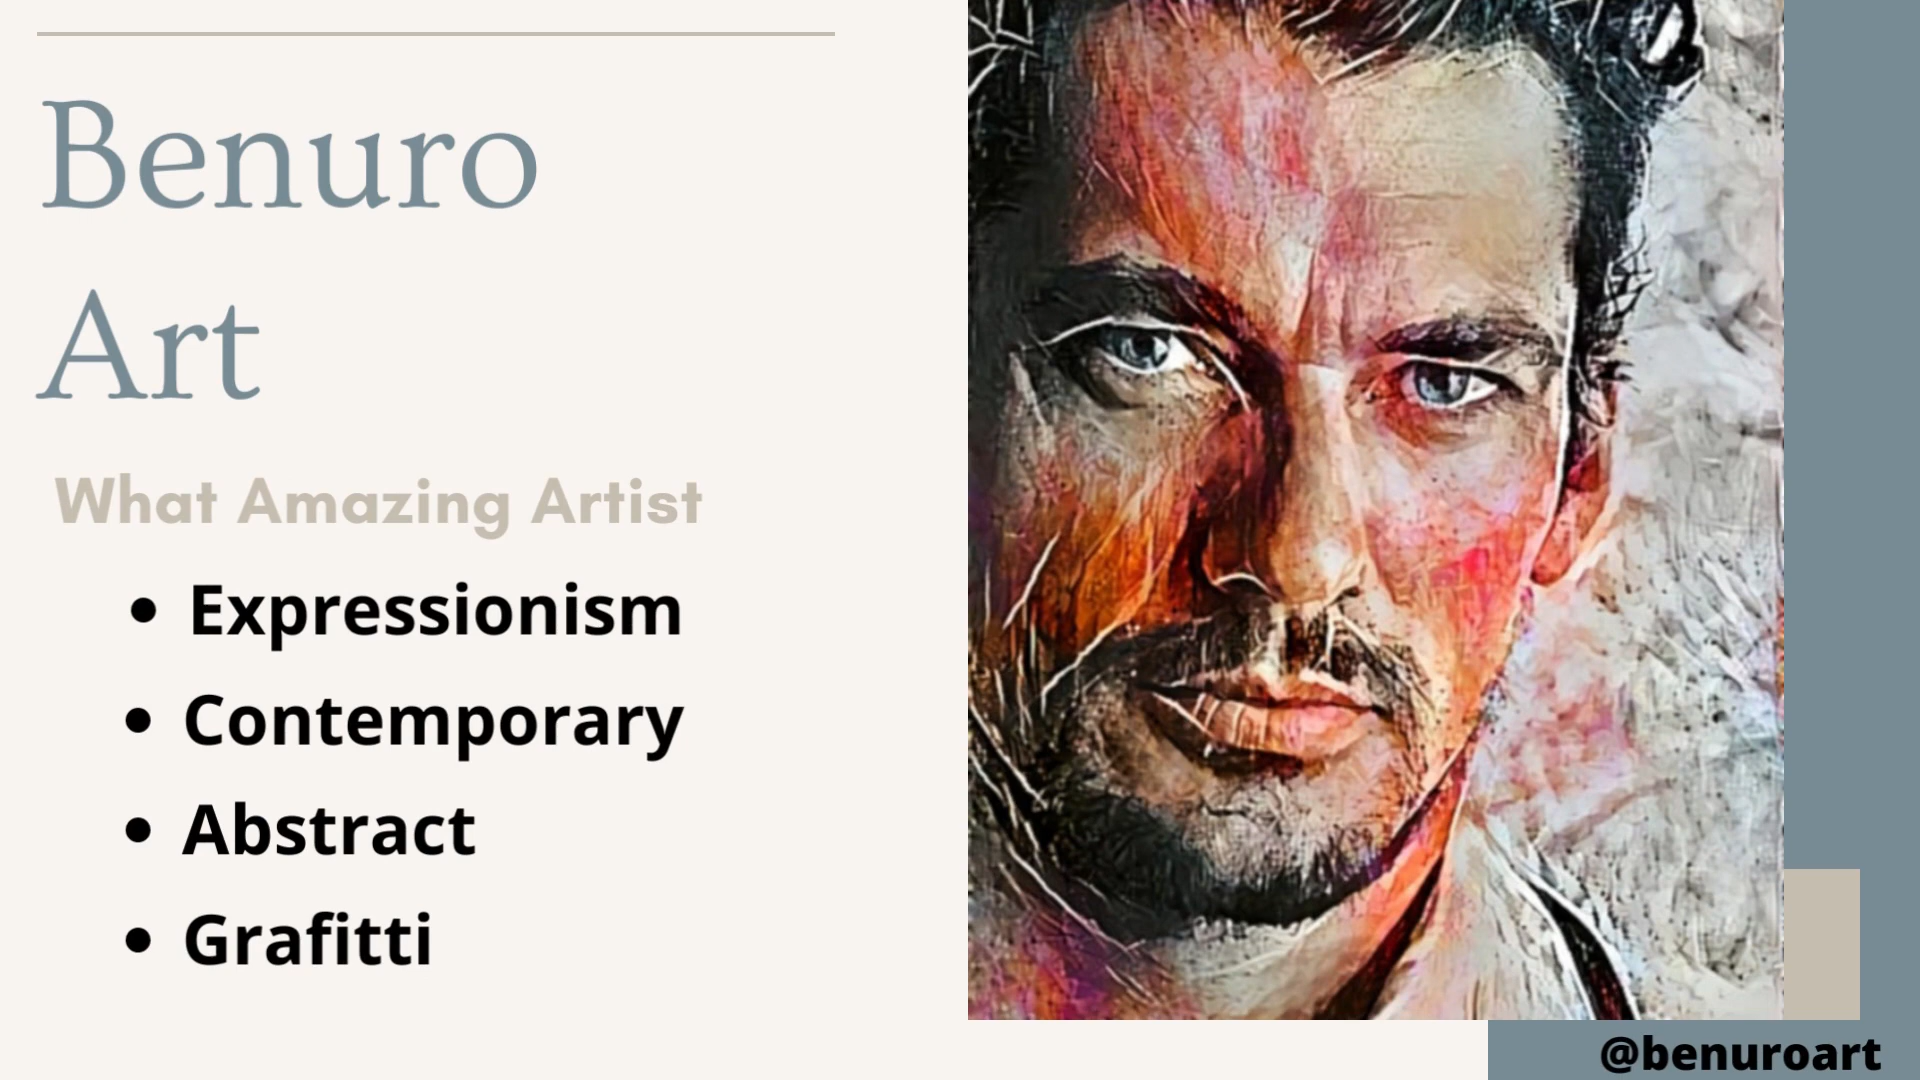 Benuro
Art
What Amazing Artist
• Expressionism
• Contemporary
• Abstract
• Grafitti
@benuroart